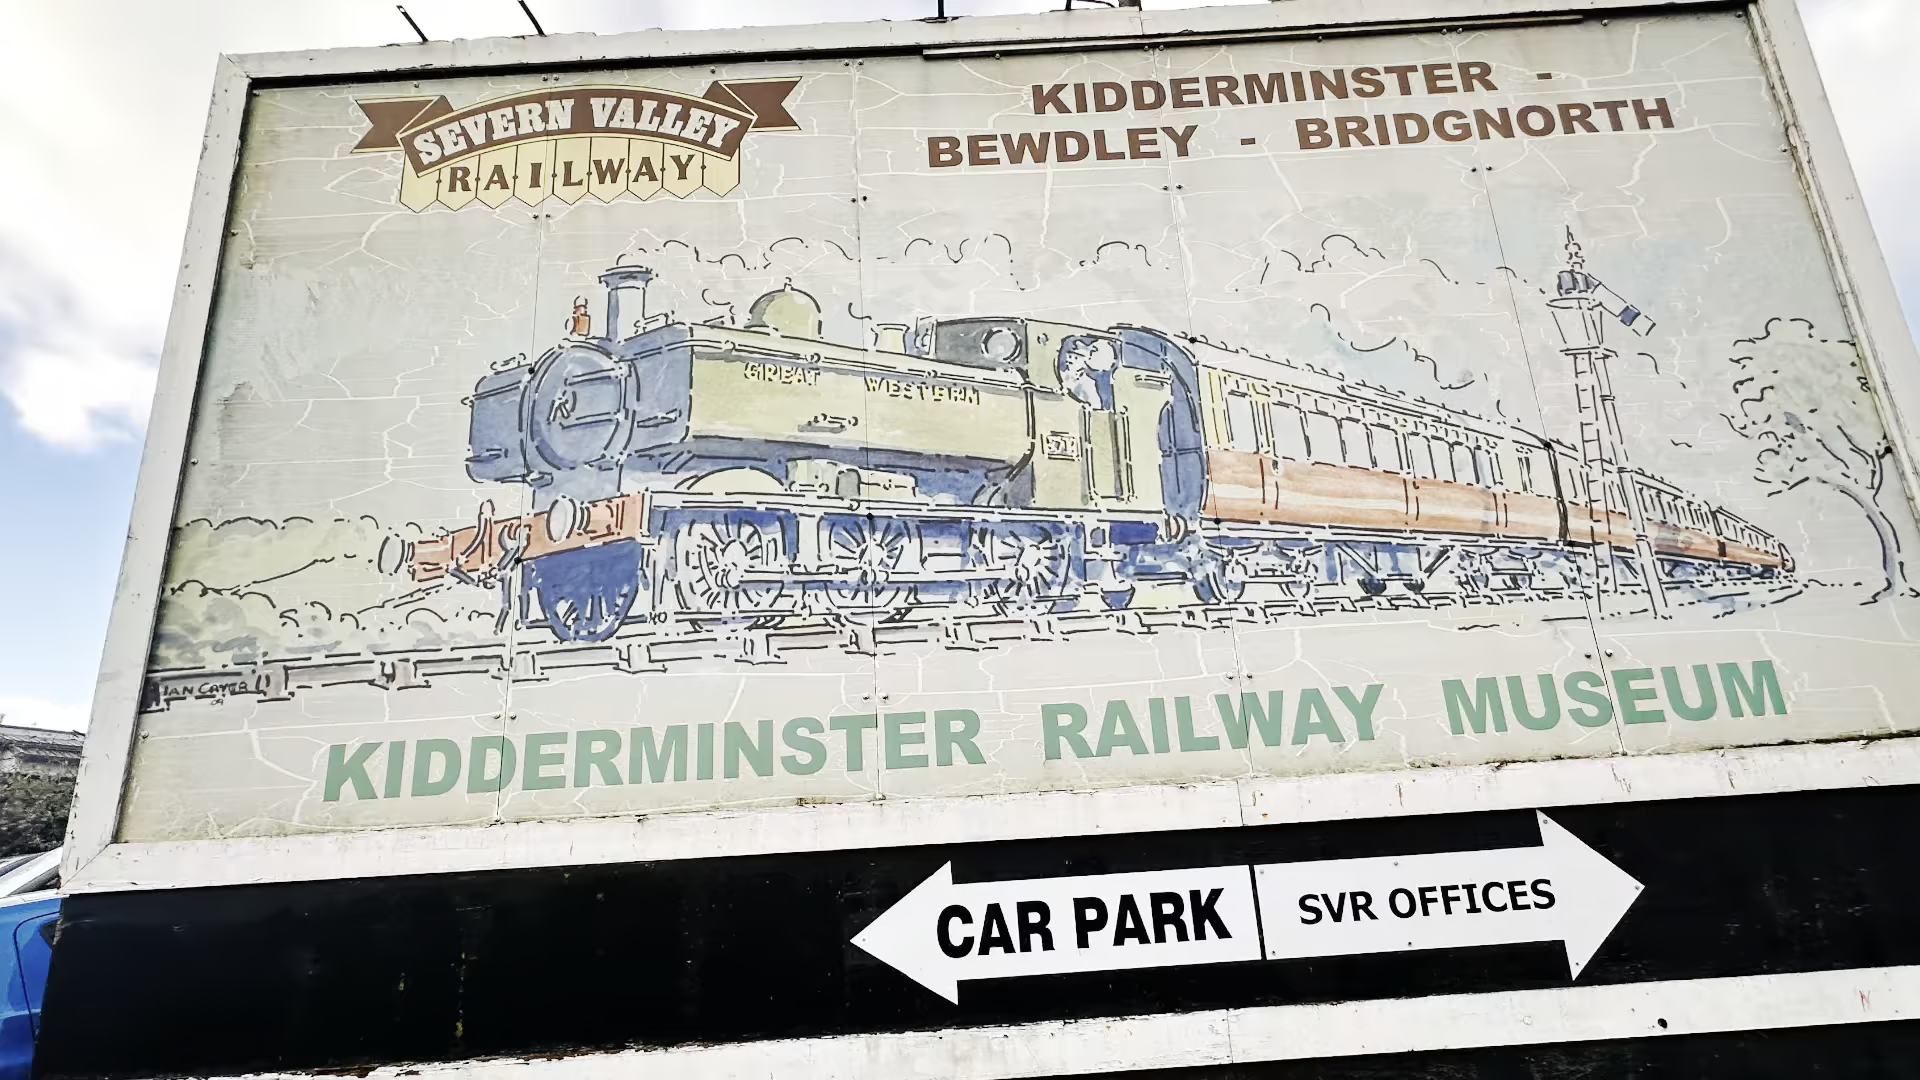 SEVERN VALLEY
RAILWAY
KIDDERMINSTER -
BEWDLEY - BRIDGNORTH
GREAT WESTERN
KIDDERMINSTER RAILWAY MUSEUM
CAR PARK
SVR OFFICES